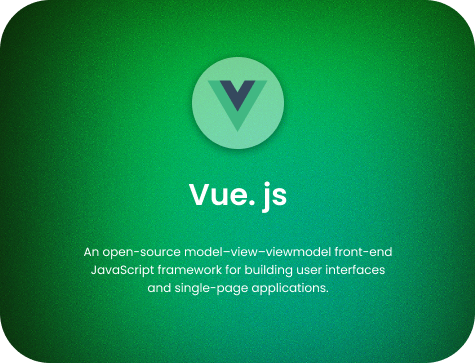 Vue. js
An open-source model–view–viewmodel front-end
JavaScript framework for building user interfaces
and single-page applications.